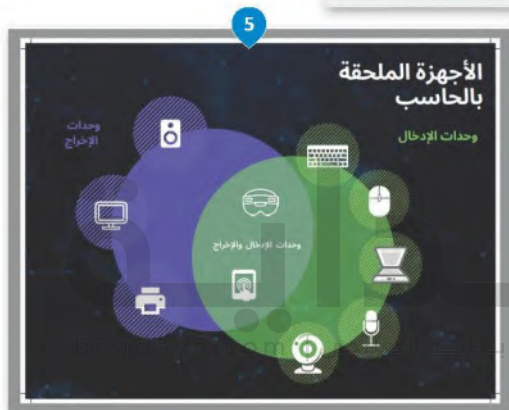 5
الأجهزة الملحقة
بالحاسب
وحدات الإدخال
وحدات
الإخراج
وحدات الإدخال والإخراج